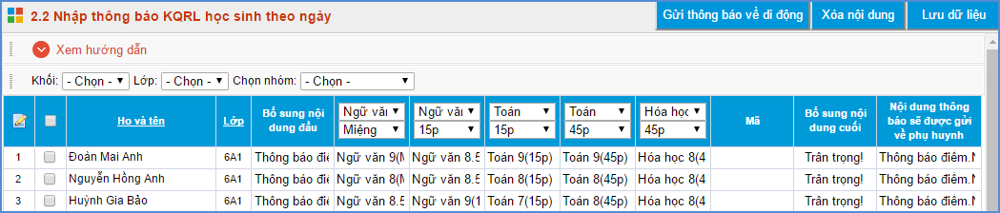 2.2 Nhập thông báo KQRL học sinh theo ngày
Gửi thông báo về di động
Xóa nội dung
Lưu dữ liệu
Xem hướng dẫn
Khối: - Chọn - Lớp: - Chọn - Chọn nhóm: - Chọn -
Họ và tên
Lớp
Bổ sung nội
dung đầu
Ngữ văn
Miệng
Ngữ văn
15p
Toán
15p
Toán
45p
Hóa học
45p
Mã
Bổ sung nội
dung cuối
Nội dung thông
báo sẽ được gửi
về phụ huynh
1 Đoàn Mai Anh 6A1 Thông báo điể Ngữ văn 9(M Ngữ văn 8.5 Toán 9(15p) Toán 9(45p) Hóa học 8(4 Trân trọng! Thông báo điểm.N
2 Nguyễn Hồng Anh 6A1 Thông báo điể Ngữ văn 8(M Ngữ văn 8.5 Toán 8(15p) Toán 8(45p) Hóa học 8(4 Trân trọng! Thông báo điểm.N
3 Huỳnh Gia Bảo 6A1 Thông báo điể Ngữ văn 8.5 Ngữ văn 9(1 Toán 7(15p) Toán 8(45p) Hóa học 9(4 Trân trọng! Thông báo điểm.N